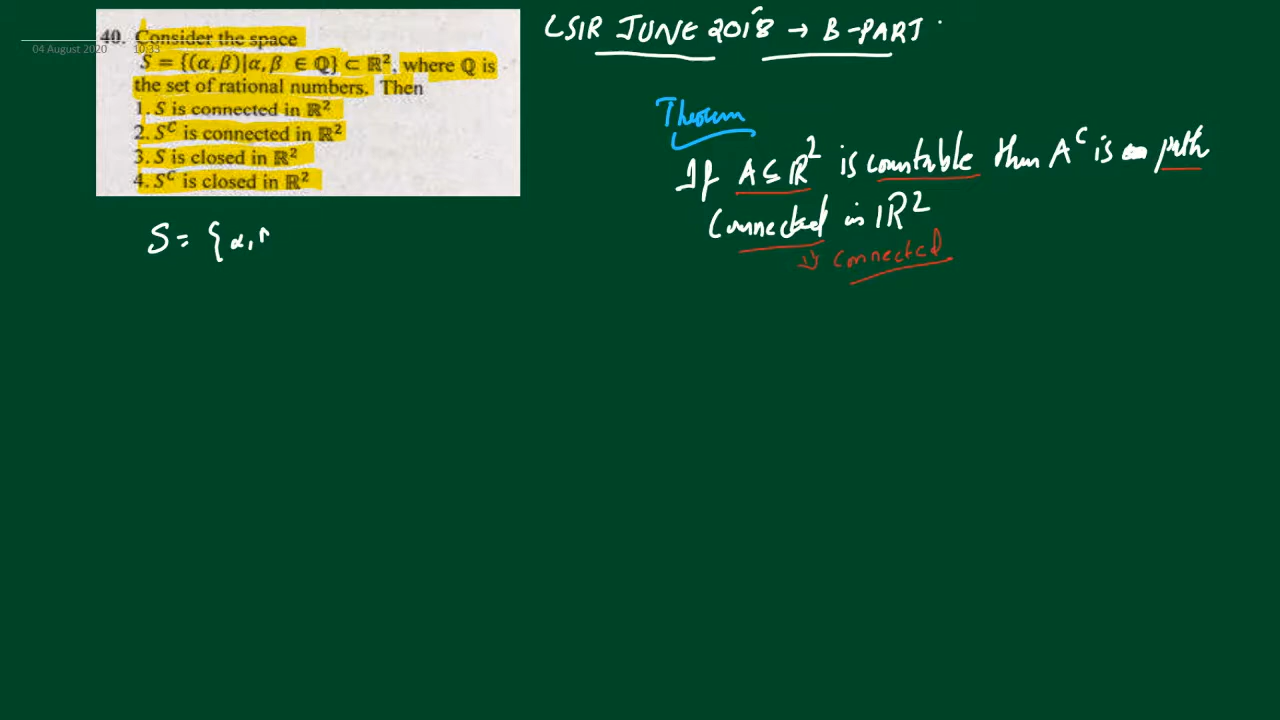 40. Consider the space
04 August 2020 10:33
S = {(α, β)|α, β ∈ ℚ} ⊂ ℝ², where ℚ is
the set of rational numbers. Then
1. S is connected in ℝ²
2. Sᶜ is connected in ℝ²
3. S is closed in ℝ²
4. Sᶜ is closed in ℝ²
CSIR JUNE 2018 → B-PART
Theorem
If A ⊆ ℝ² is countable then Aᶜ is path
connected in ℝ²
⇓ connected
S = { α,